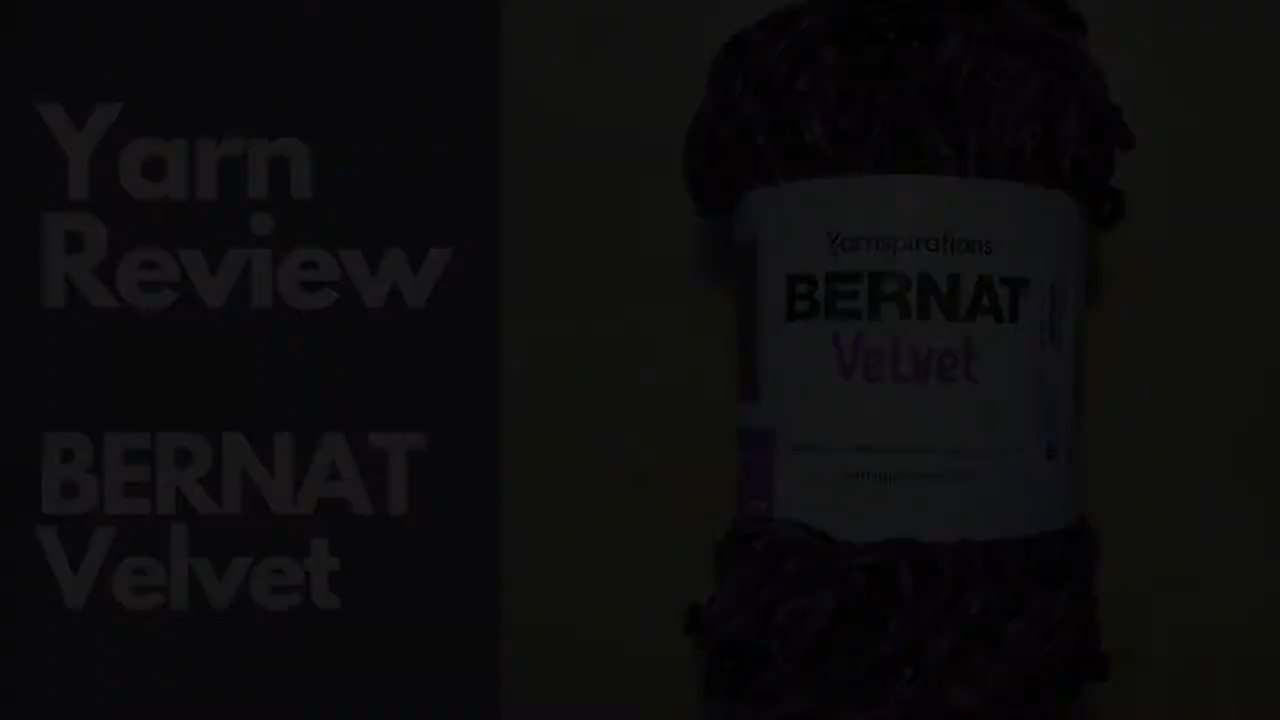 Yarn
Review
BERNAT
Velvet
Yarnspirations
BERNAT
Velvet